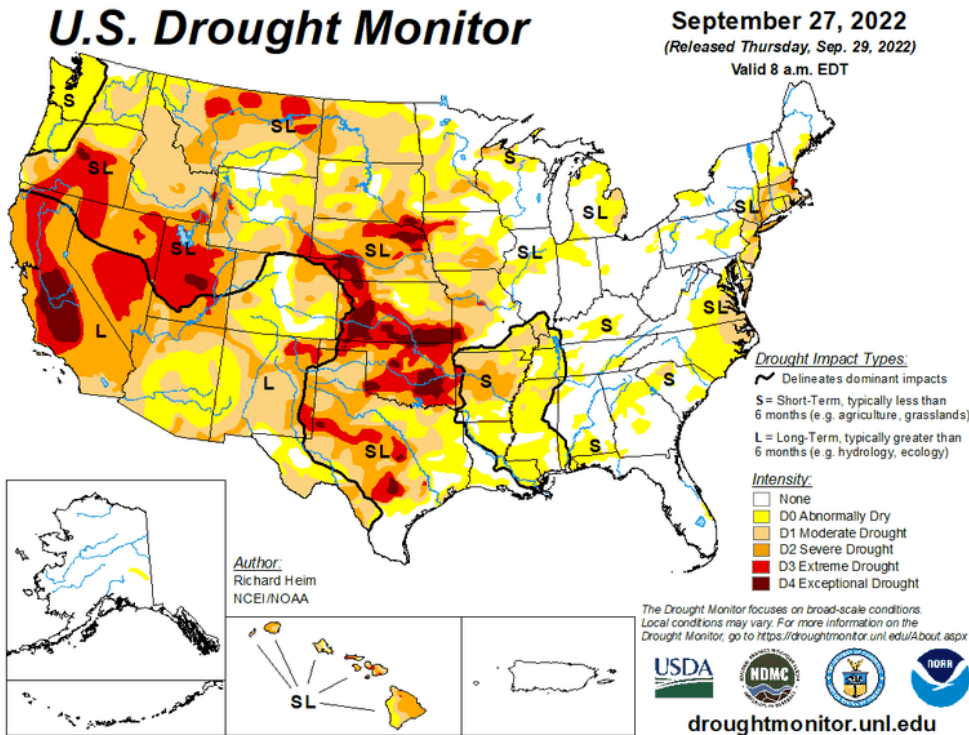 U.S. Drought Monitor
September 27, 2022
(Released Thursday, Sep. 29, 2022)
Valid 8 a.m. EDT
S
SL
SL
S
SL
SL
SL
SL
SL
SL
L
L
S
S
S
S
SL
SL
Drought Impact Types:
Delineates dominant impacts
S = Short-Term, typically less than
6 months (e.g. agriculture, grasslands)
L = Long-Term, typically greater than
6 months (e.g. hydrology, ecology)
Intensity:
None
D0 Abnormally Dry
D1 Moderate Drought
D2 Severe Drought
D3 Extreme Drought
D4 Exceptional Drought
Author:
Richard Heim
NCEI/NOAA
The Drought Monitor focuses on broad-scale conditions.
Local conditions may vary. For more information on the
Drought Monitor, go to https://droughtmonitor.unl.edu/About.aspx
USDA
NDMC
NOAA
droughtmonitor.unl.edu